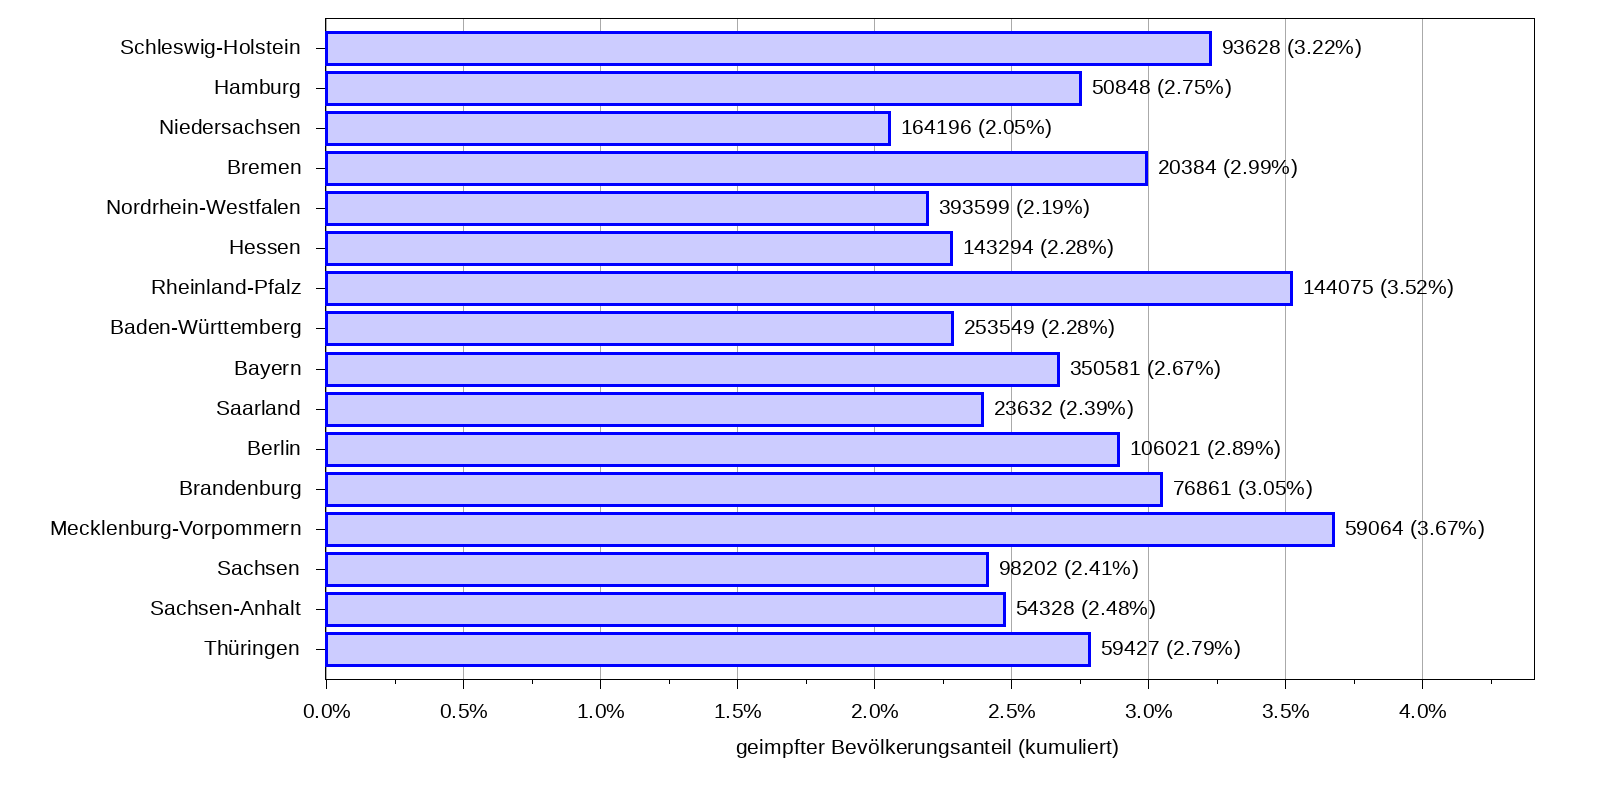 Schleswig-Holstein 93628 (3.22%)
Hamburg 50848 (2.75%)
Niedersachsen 164196 (2.05%)
Bremen 20384 (2.99%)
Nordrhein-Westfalen 393599 (2.19%)
Hessen 143294 (2.28%)
Rheinland-Pfalz 144075 (3.52%)
Baden-Württemberg 253549 (2.28%)
Bayern 350581 (2.67%)
Saarland 23632 (2.39%)
Berlin 106021 (2.89%)
Brandenburg 76861 (3.05%)
Mecklenburg-Vorpommern 59064 (3.67%)
Sachsen 98202 (2.41%)
Sachsen-Anhalt 54328 (2.48%)
Thüringen 59427 (2.79%)
0.0% 0.5% 1.0% 1.5% 2.0% 2.5% 3.0% 3.5% 4.0%
geimpfter Bevölkerungsanteil (kumuliert)